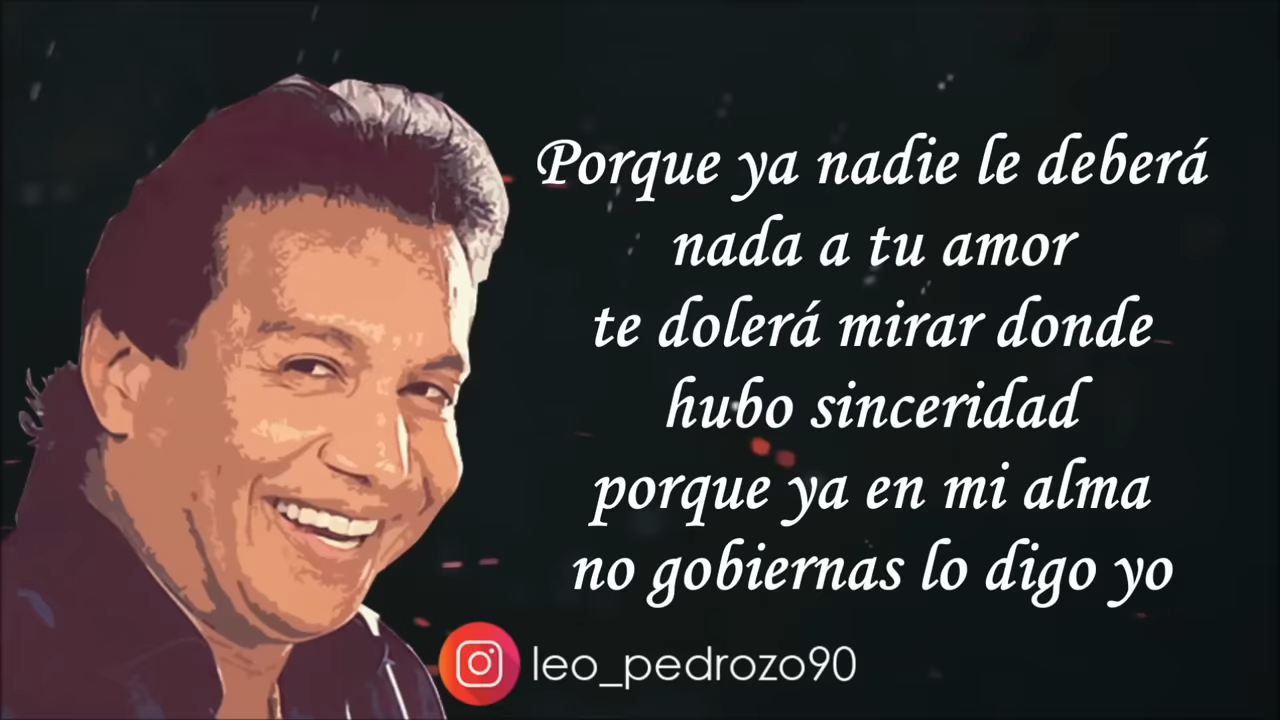 Porque ya nadie le deberá
nada a tu amor
te dolerá mirar donde
hubo sinceridad
porque ya en mi alma
no gobiernas lo digo yo
leo_pedrozo90